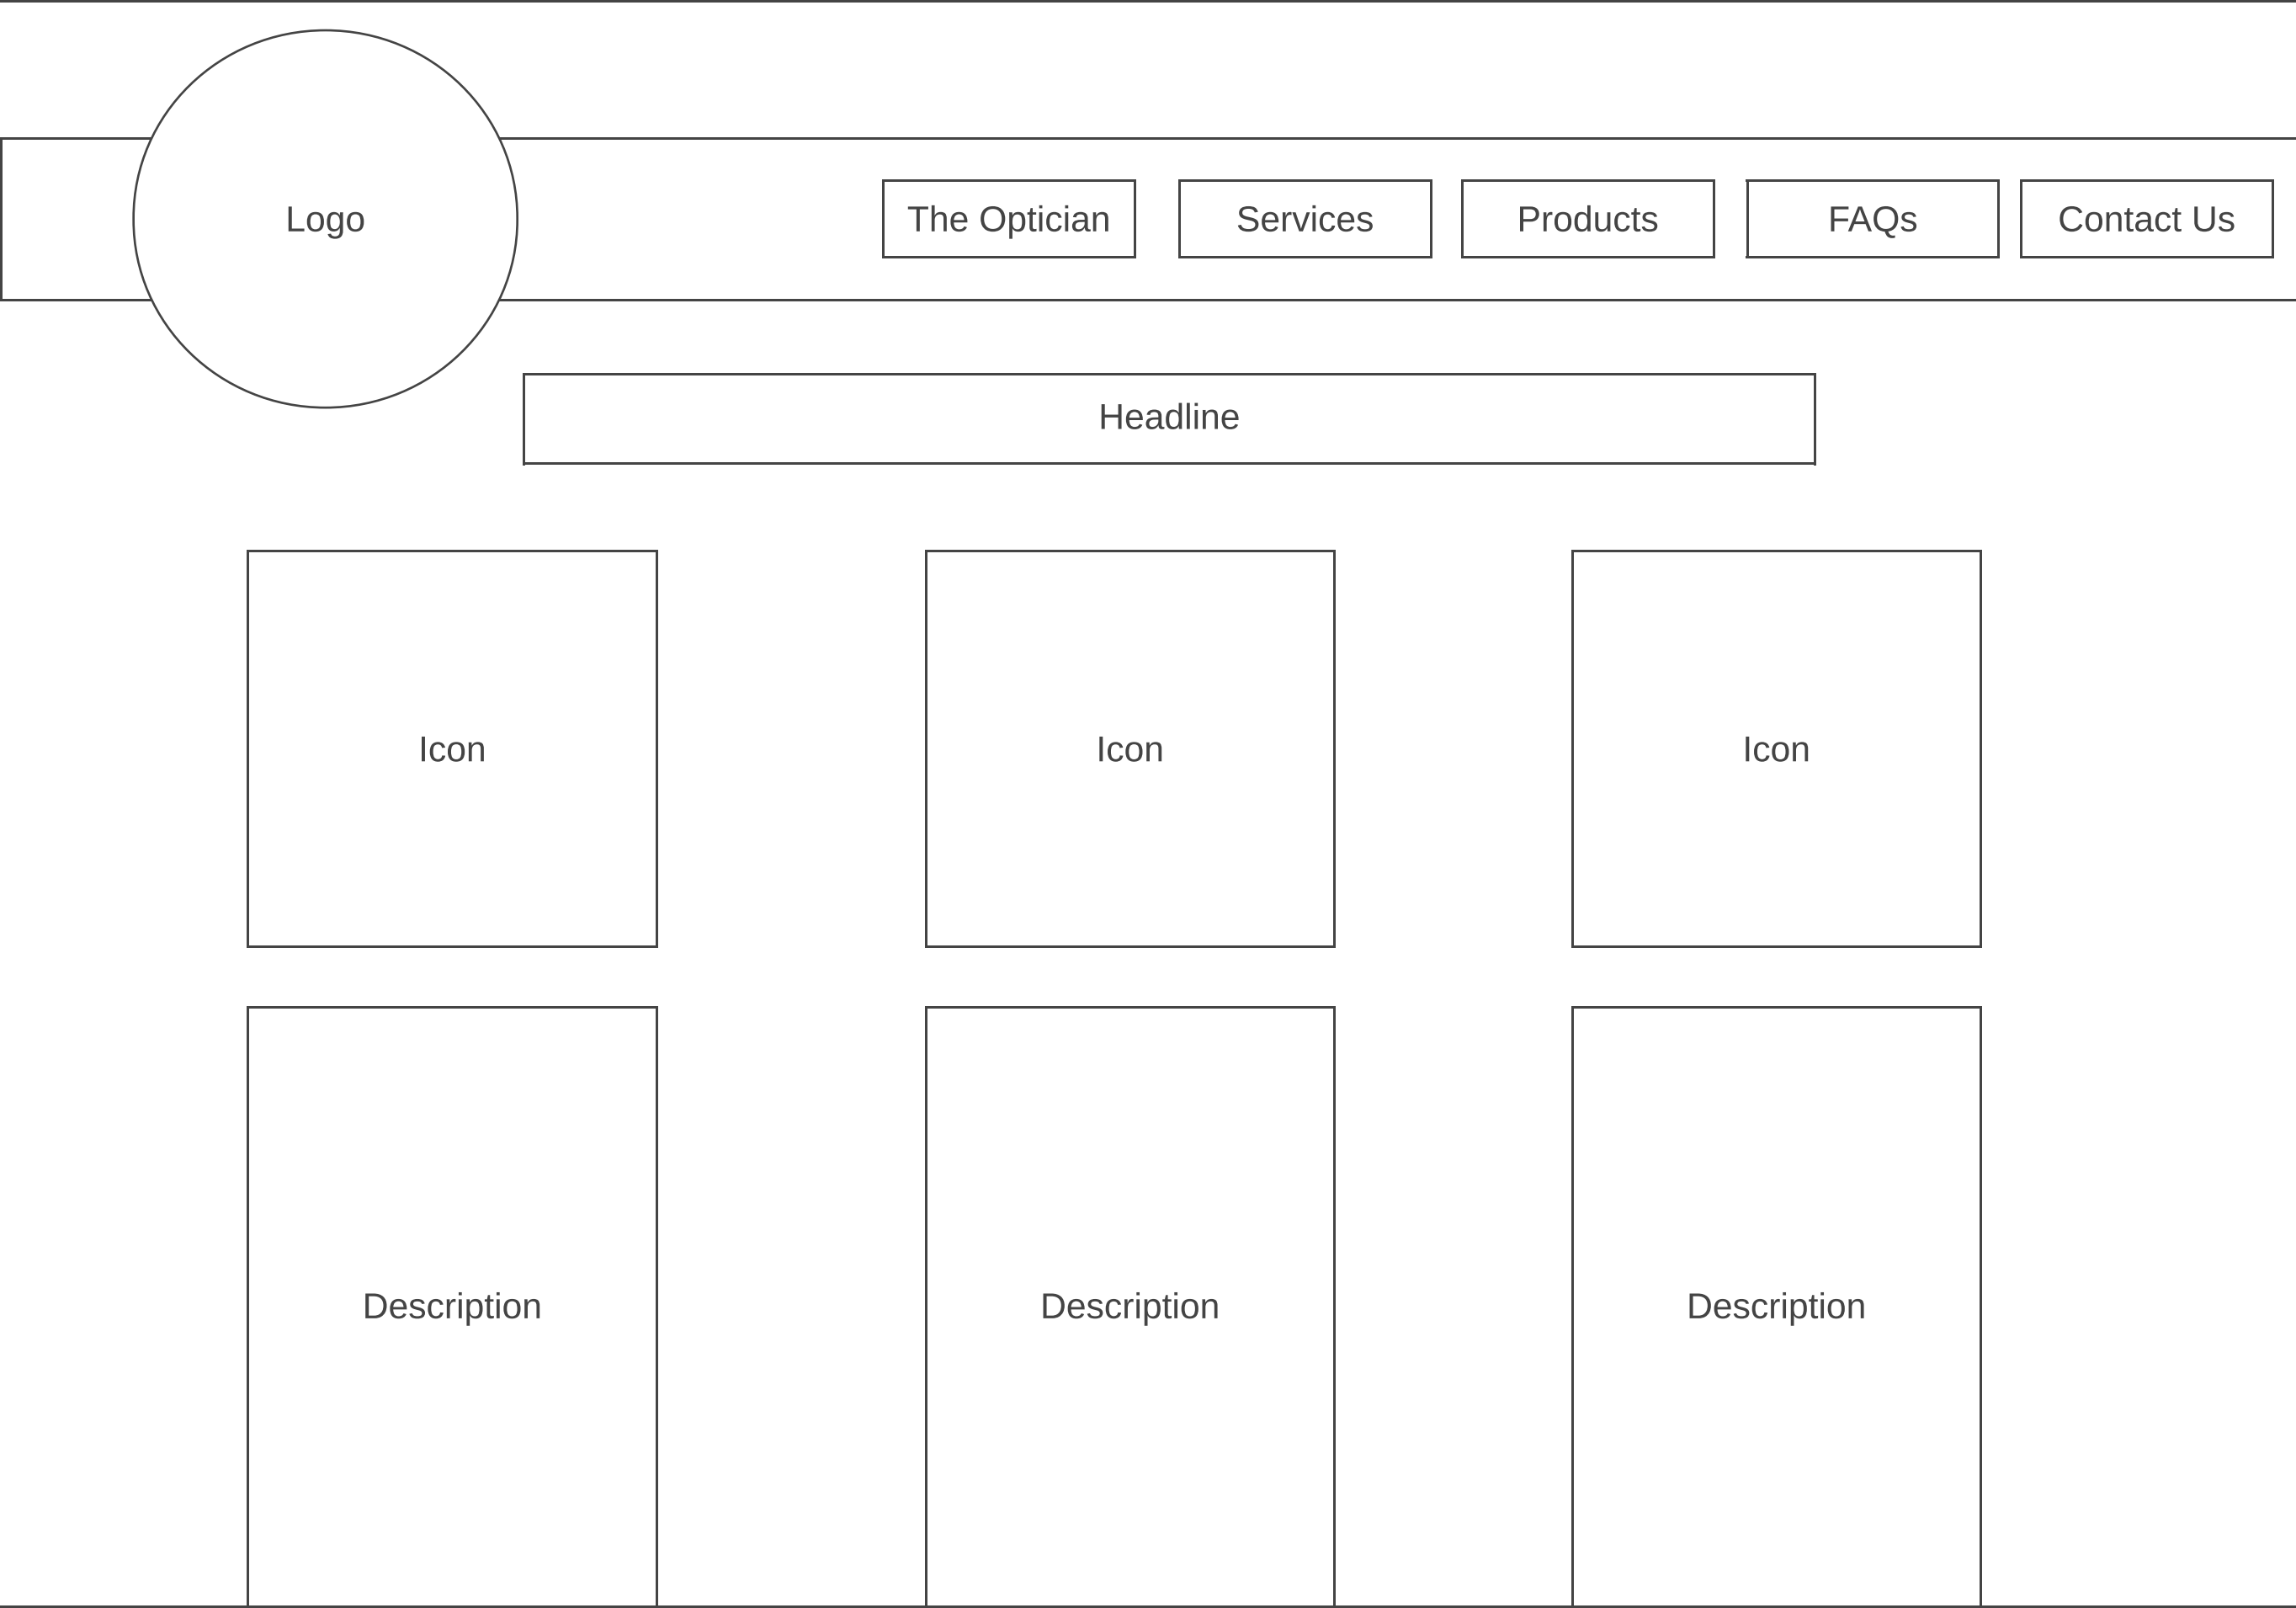 Logo
The Optician
Services
Products
FAQs
Contact Us
Headline
Icon
Icon
Icon
Description
Description
Description